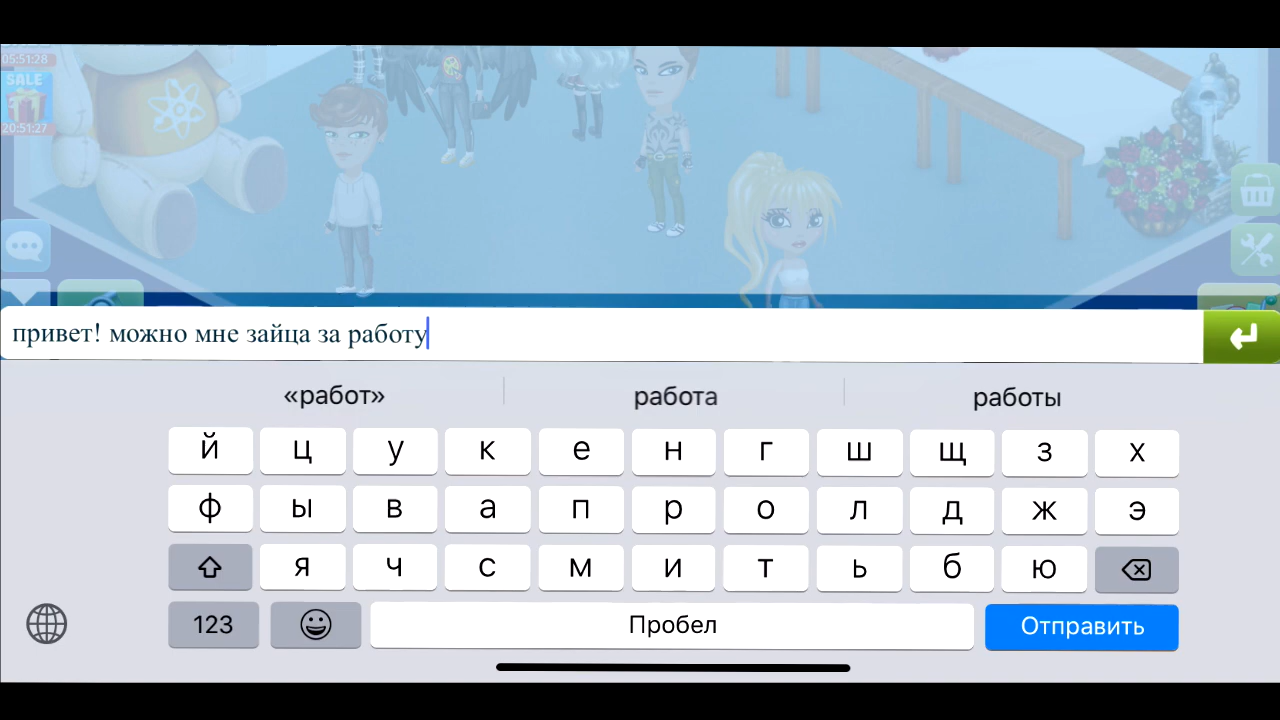 05:51:28
SALE
20:51:27
привет! можно мне зайца за работу
«работ» работа работы
й ц у к е н г ш щ з х
ф ы в а п р о л д ж э
я ч с м и т ь б ю
123 Пробел Отправить